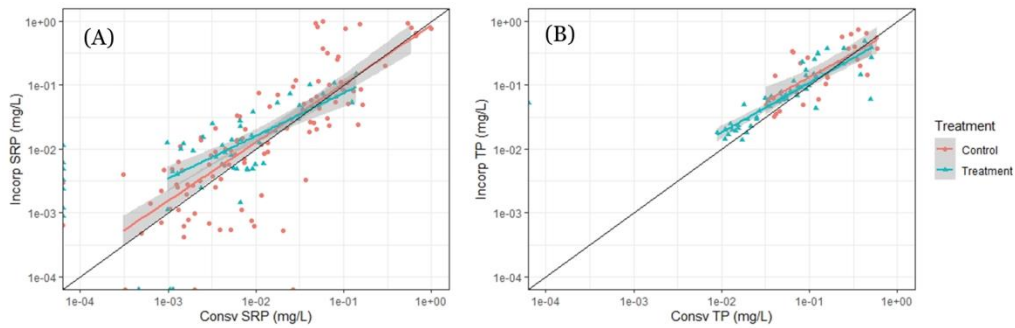 (A)
1e+00
1e-01
1e-02
1e-03
1e-04
Incorp SRP (mg/L)
1e-04 1e-03 1e-02 1e-01 1e+00
Consv SRP (mg/L)
(B)
1e+00
1e-01
1e-02
1e-03
1e-04
Incorp TP (mg/L)
1e-04 1e-03 1e-02 1e-01 1e+00
Consv TP (mg/L)
Treatment
Control
Treatment